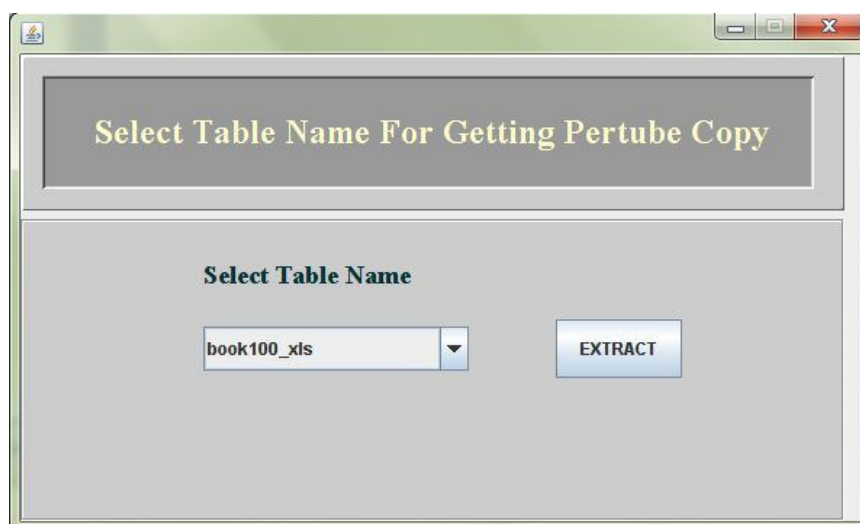 Select Table Name For Getting Pertube Copy
Select Table Name
book100_xls
EXTRACT